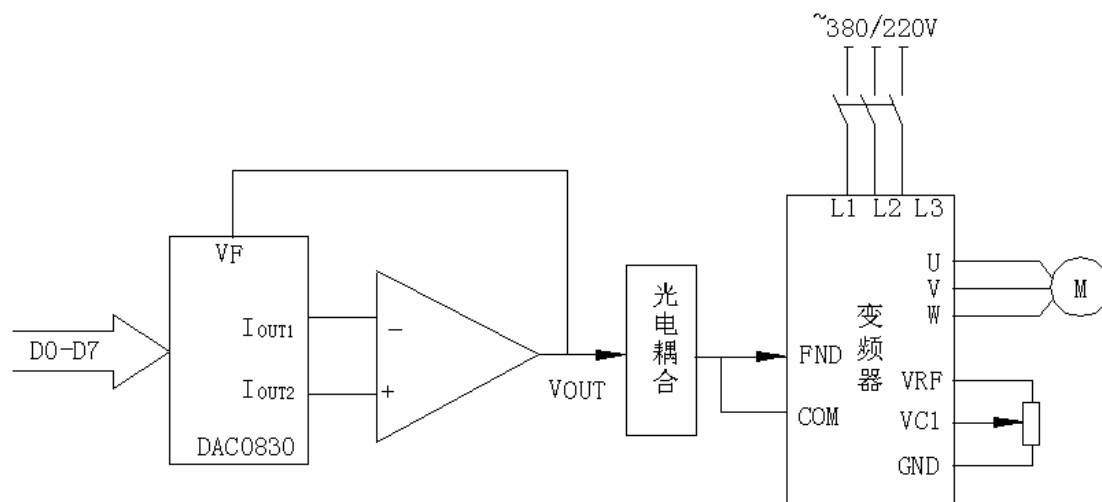 ~380/220V
L1 L2 L3
VF
U
V
W
M
D0-D7
IOUT1
IOUT2
−
+
DAC0830
VOUT
光电耦合
FND
COM
变频器
VRF
VC1
GND